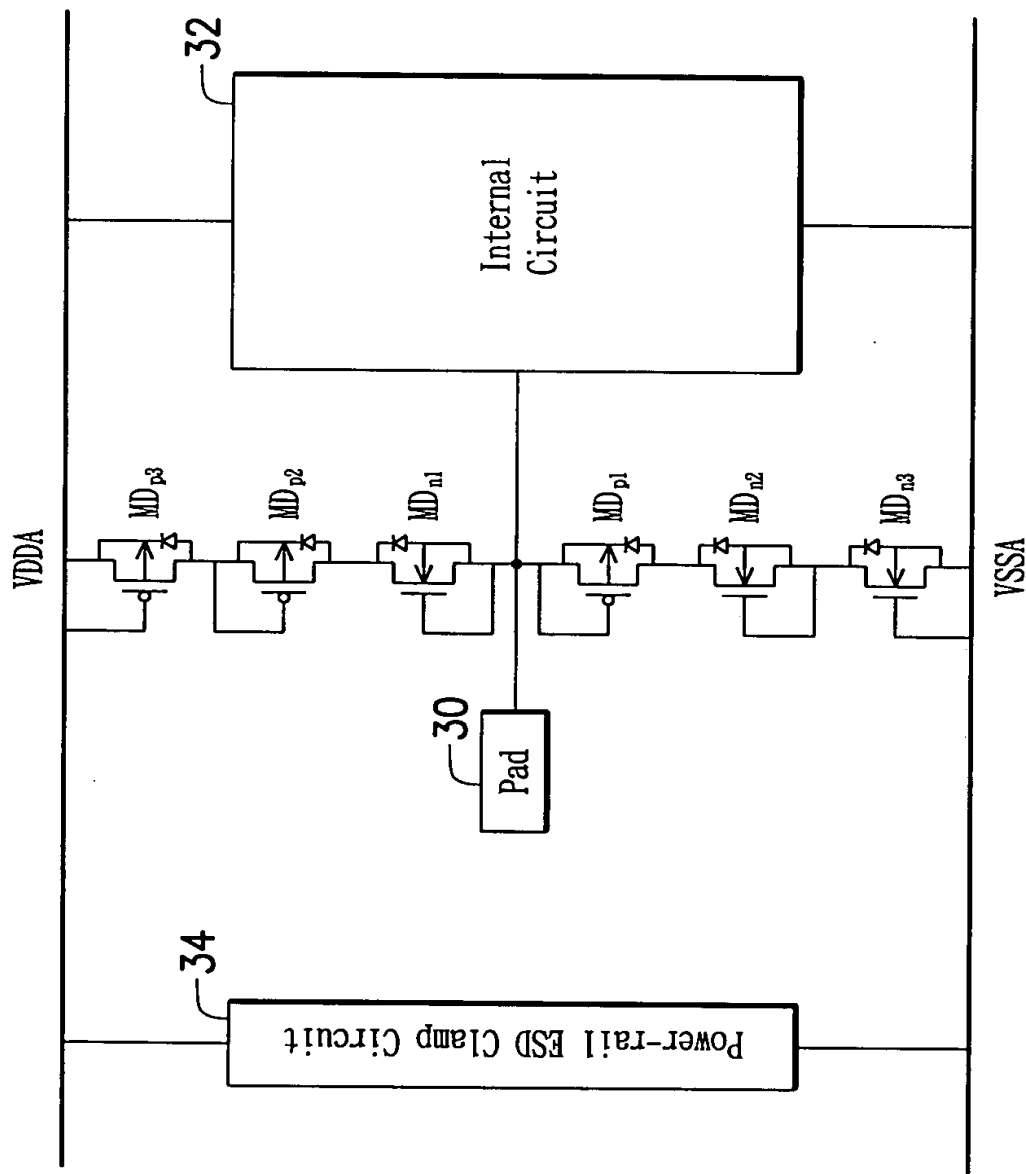 VDDA
32
Internal
Circuit
MDp3
MDp2
MDn1
MDp1
MDn2
MDn3
30
Pad
34
Power-rail ESD Clamp Circuit
VSSA